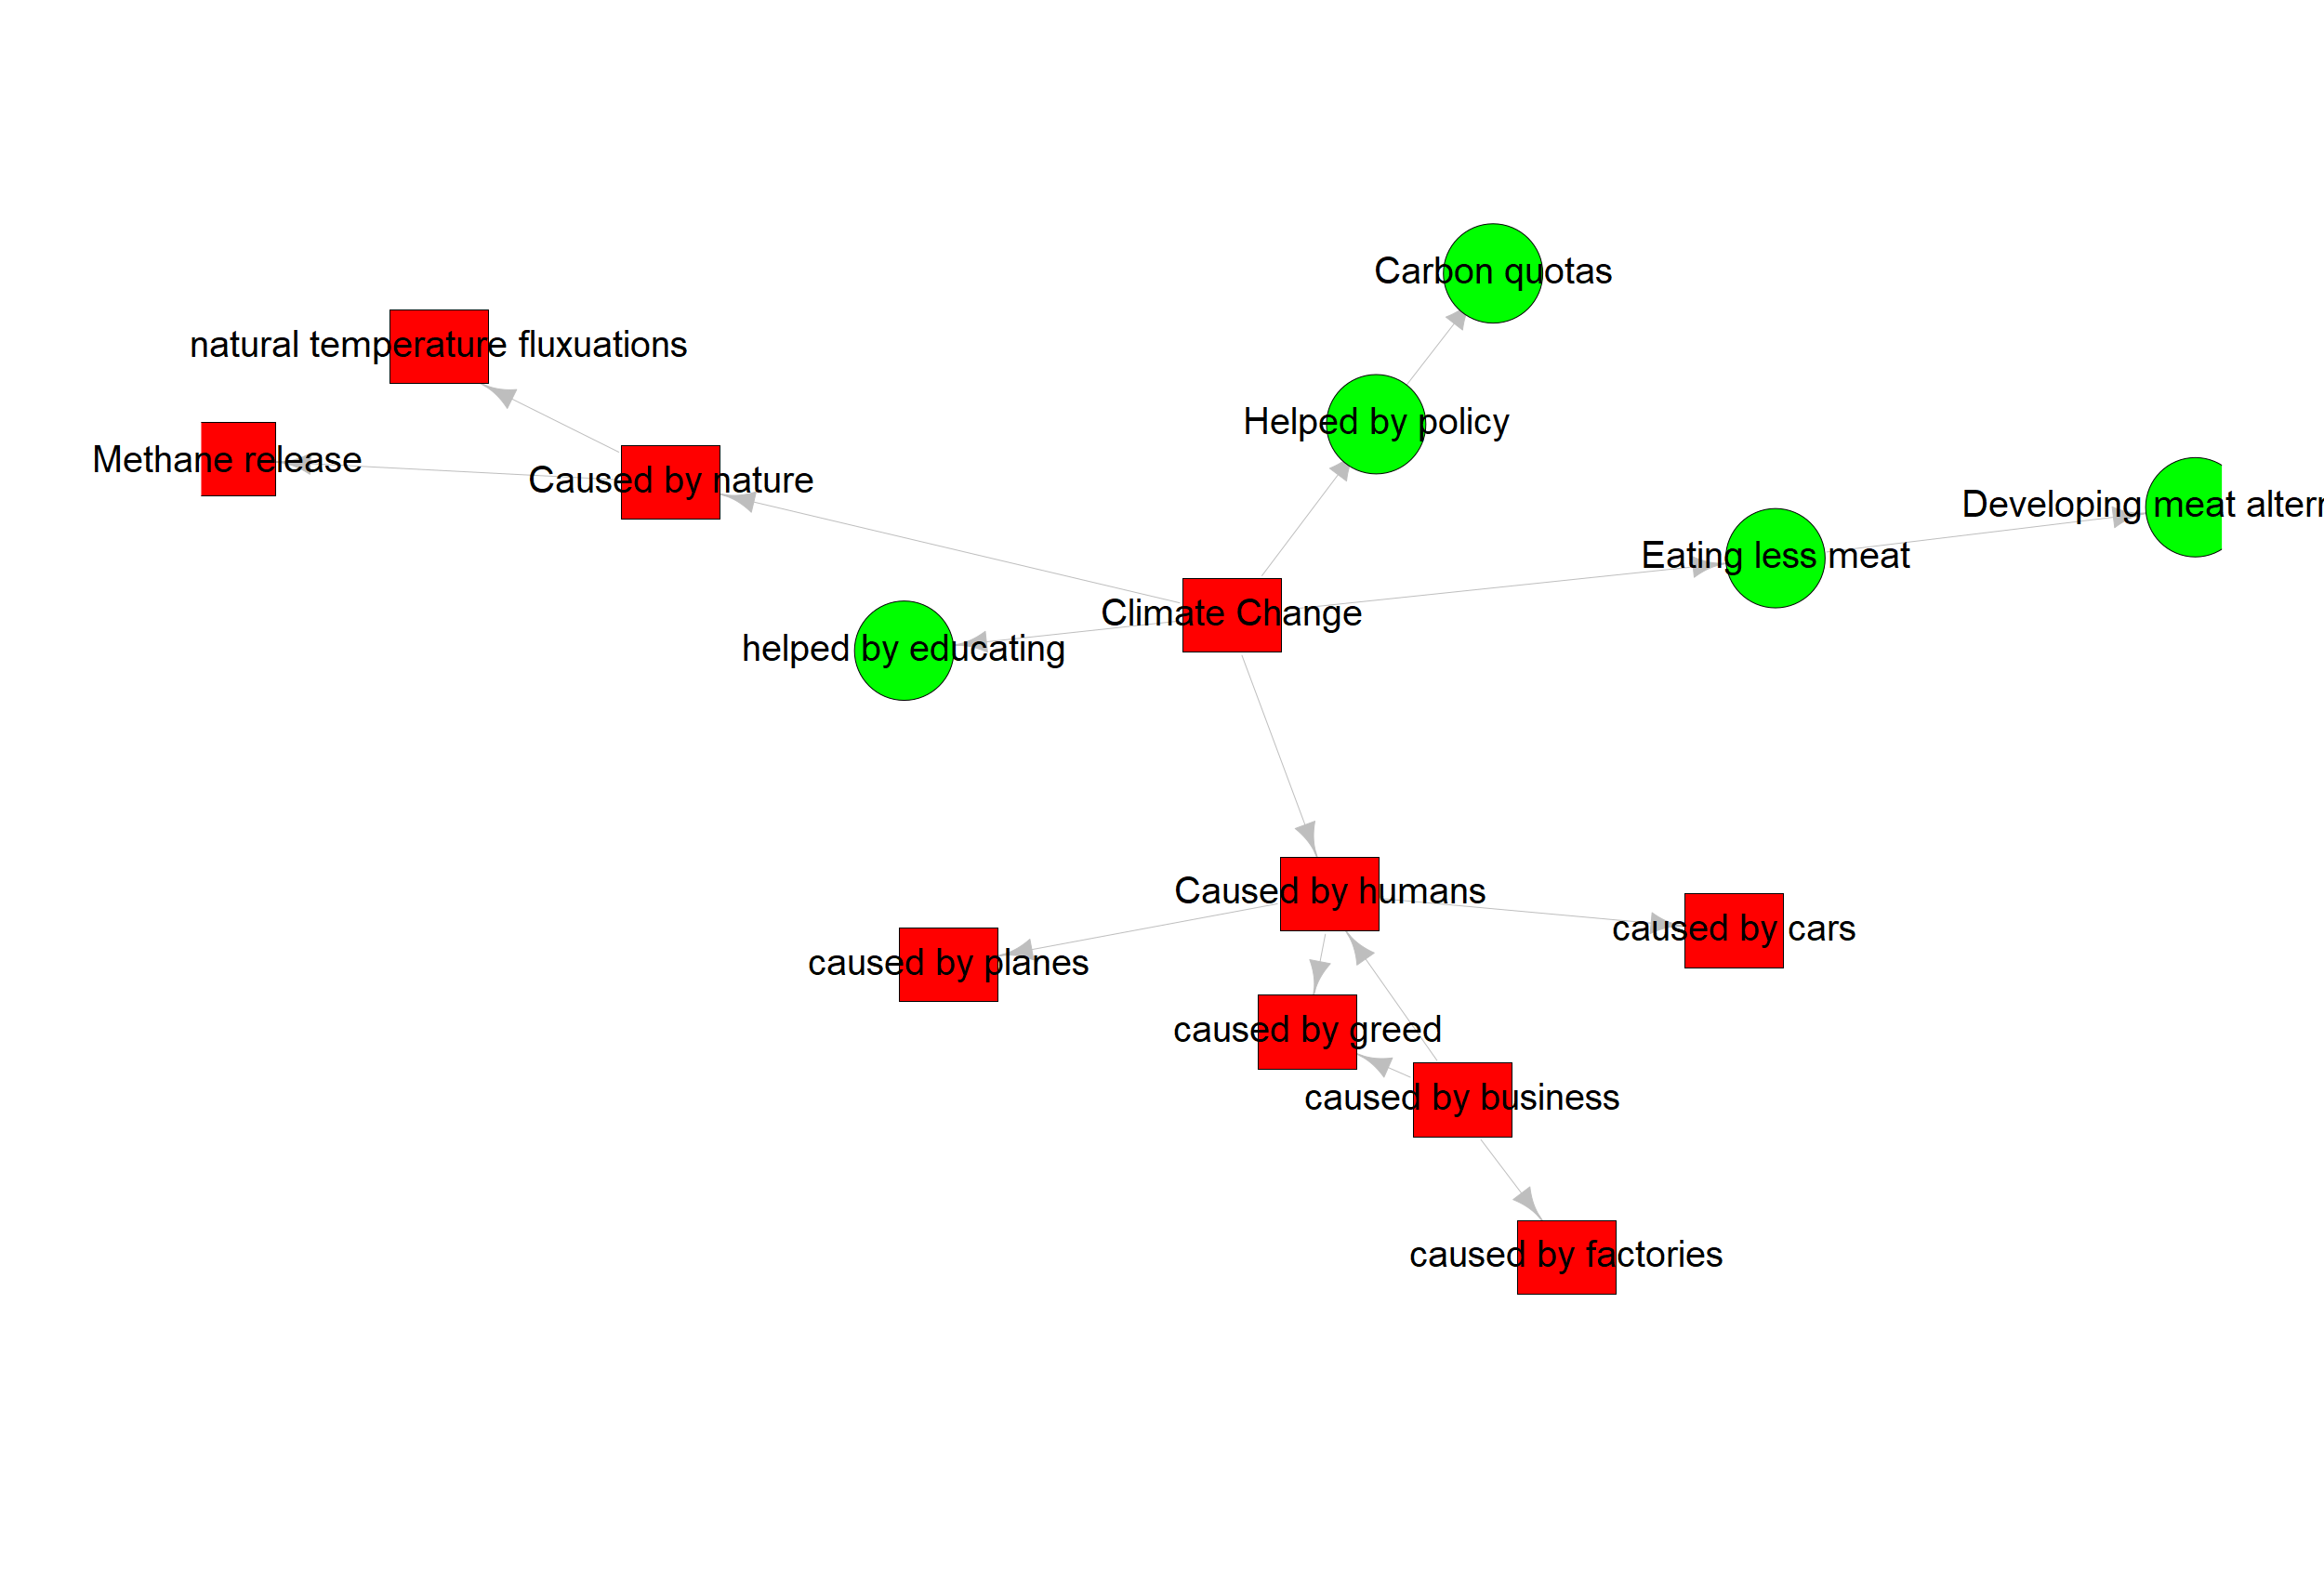 Carbon quotas
natural temperature fluxuations
Helped by policy
Methane release
Caused by nature
Developing meat
Eating less meat
Climate Change
helped by educating
Caused by humans
caused by cars
caused by planes
caused by greed
caused by business
caused by factories